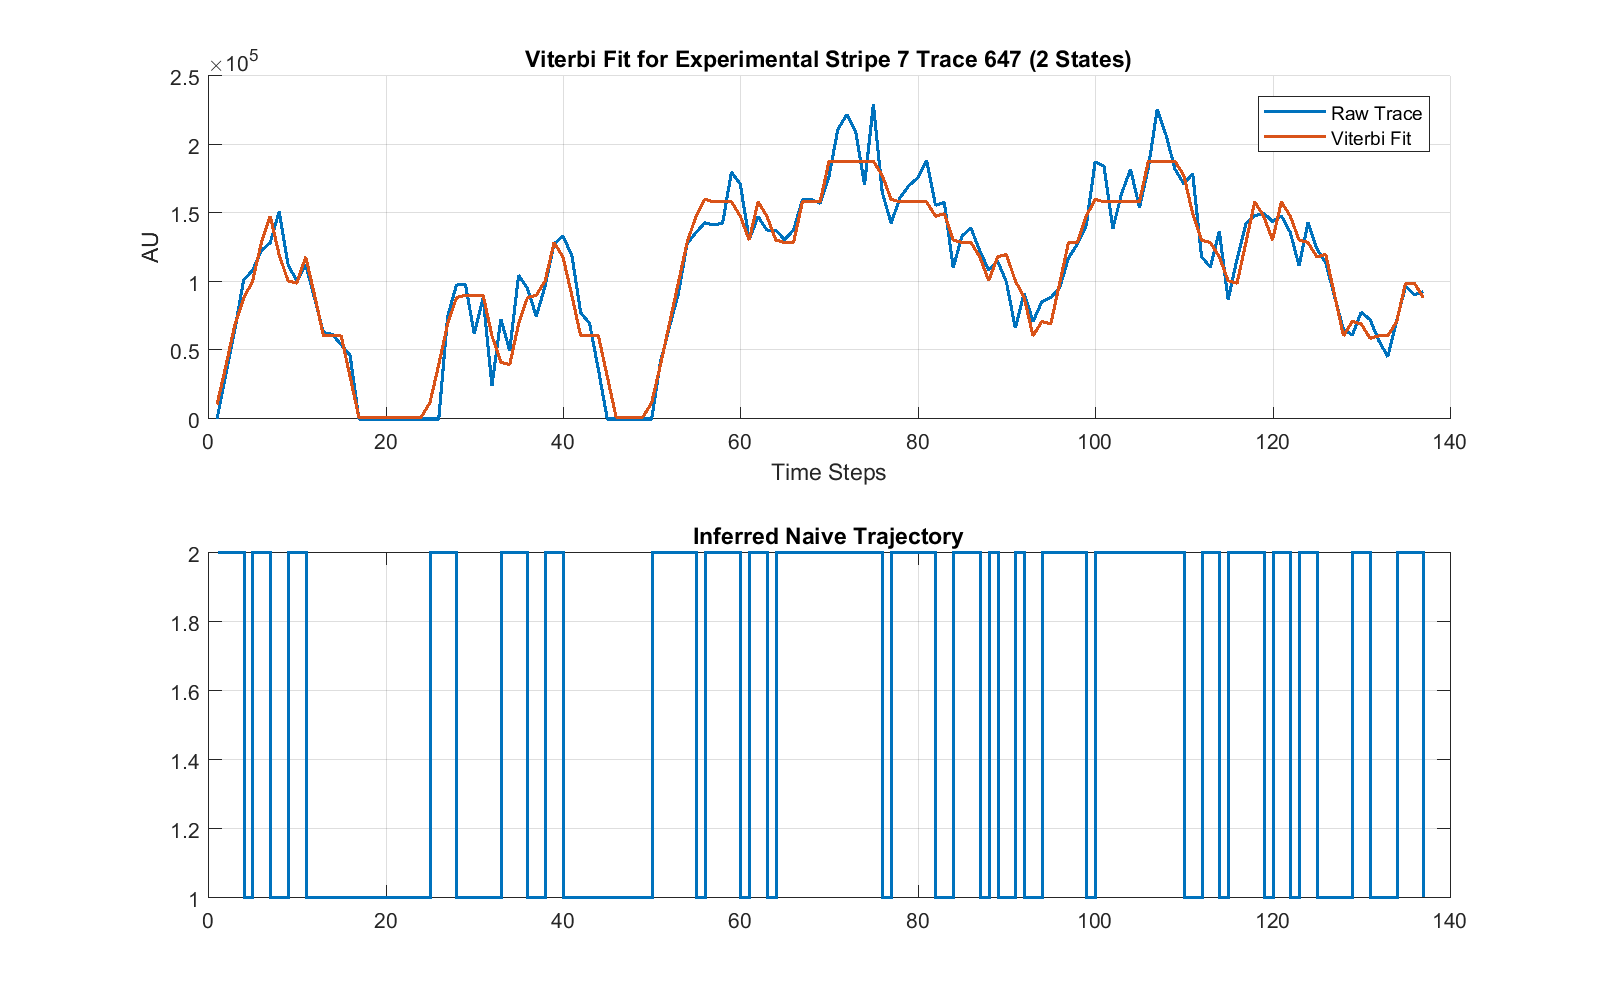 Viterbi Fit for Experimental Stripe 7 Trace 647 (2 States)
×10^5
2.5
2
1.5
1
0.5
0
AU
Raw Trace
Viterbi Fit
0 20 40 60 80 100 120 140
Time Steps
Inferred Naive Trajectory
2
1.8
1.6
1.4
1.2
1
0 20 40 60 80 100 120 140